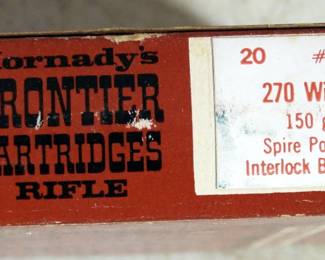 Hornady's
FRONTIER
CARTRIDGES
RIFLE
20 #
270 Wi
150 g
Spire Po
Interlock B